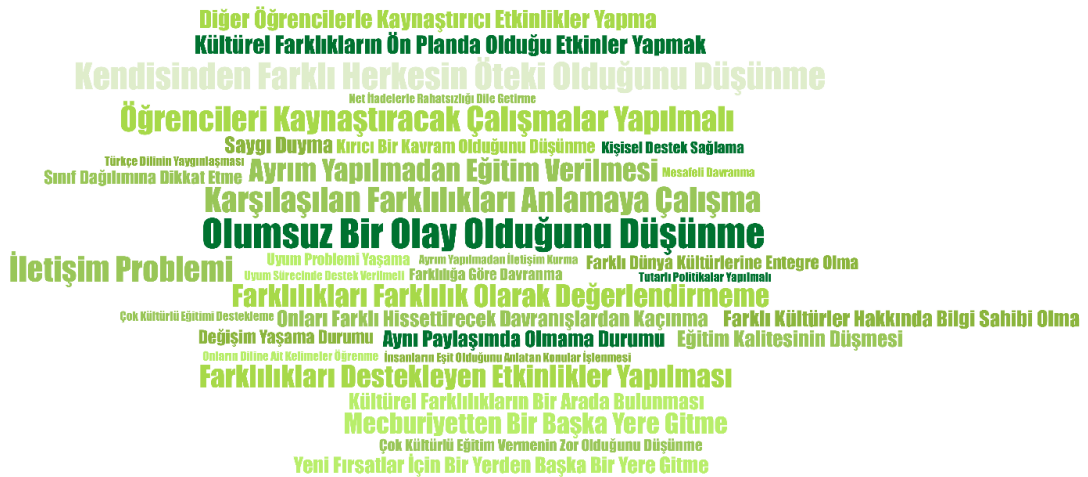 Diğer Öğrencilerle Kaynaştırıcı Etkinlikler Yapma
Kültürel Farklıkların Ön Planda Olduğu Etkinler Yapmak
Kendisinden Farklı Herkesin Öteki Olduğunu Düşünme
Net İfadelerle Rahatsızlığı Dile Getirme
Öğrencileri Kaynaştıracak Çalışmalar Yapılmalı
Saygı Duyma Kırıcı Bir Kavram Olduğunu Düşünme Kişisel Destek Sağlama
Türkçe Dilinin Yaygınlaşması
Sınıf Dağılımına Dikkat Etme Ayrım Yapılmadan Eğitim Verilmesi Mesafeli Davranma
Karşılaşılan Farklılıkları Anlamaya Çalışma
Olumsuz Bir Olay Olduğunu Düşünme
İletişim Problemi Uyum Problemi Yaşama Ayrım Yapılmadan İletişim Kurma Farklı Dünya Kültürlerine Entegre Olma
Uyum Sürecinde Destek Verilmeli Farklılığa Göre Davranma Tutarlı Politikalar Yapılmalı
Farklılıkları Farklılık Olarak Değerlendirmeme
Çok Kültürlü Eğitimi Destekleme Onları Farklı Hissettirecek Davranışlardan Kaçınma Farklı Kültürler Hakkında Bilgi Sahibi Olma
Değişim Yaşama Durumu Aynı Paylaşımda Olmama Durumu Eğitim Kalitesinin Düşmesi
Onların Diline Ait Kelimeler Öğrenme İnsanların Eşit Olduğunu Anlatan Konular İşlenmesi
Farklılıkları Destekleyen Etkinlikler Yapılması
Kültürel Farklılıkların Bir Arada Bulunması
Mecburiyetten Bir Başka Yere Gitme
Çok Kültürlü Eğitim Vermenin Zor Olduğunu Düşünme
Yeni Fırsatlar İçin Bir Yerden Başka Bir Yere Gitme